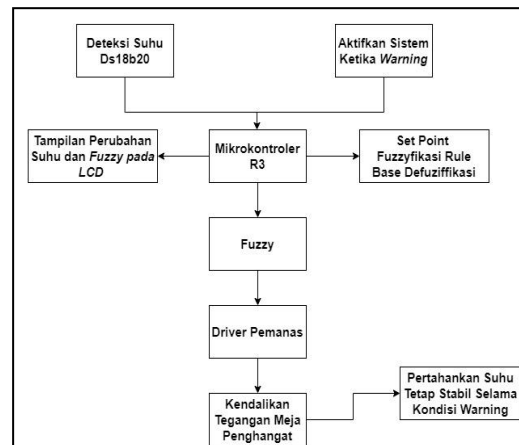 Deteksi Suhu
Ds18b20
Aktifkan Sistem
Ketika Warning
Tampilan Perubahan
Suhu dan Fuzzy pada
LCD
Mikrokontroler
R3
Set Point
Fuzzyfikasi Rule
Base Defuziffikasi
Fuzzy
Driver Pemanas
Kendalikan
Tegangan Meja
Penghangat
Pertahankan Suhu
Tetap Stabil Selama
Kondisi Warning